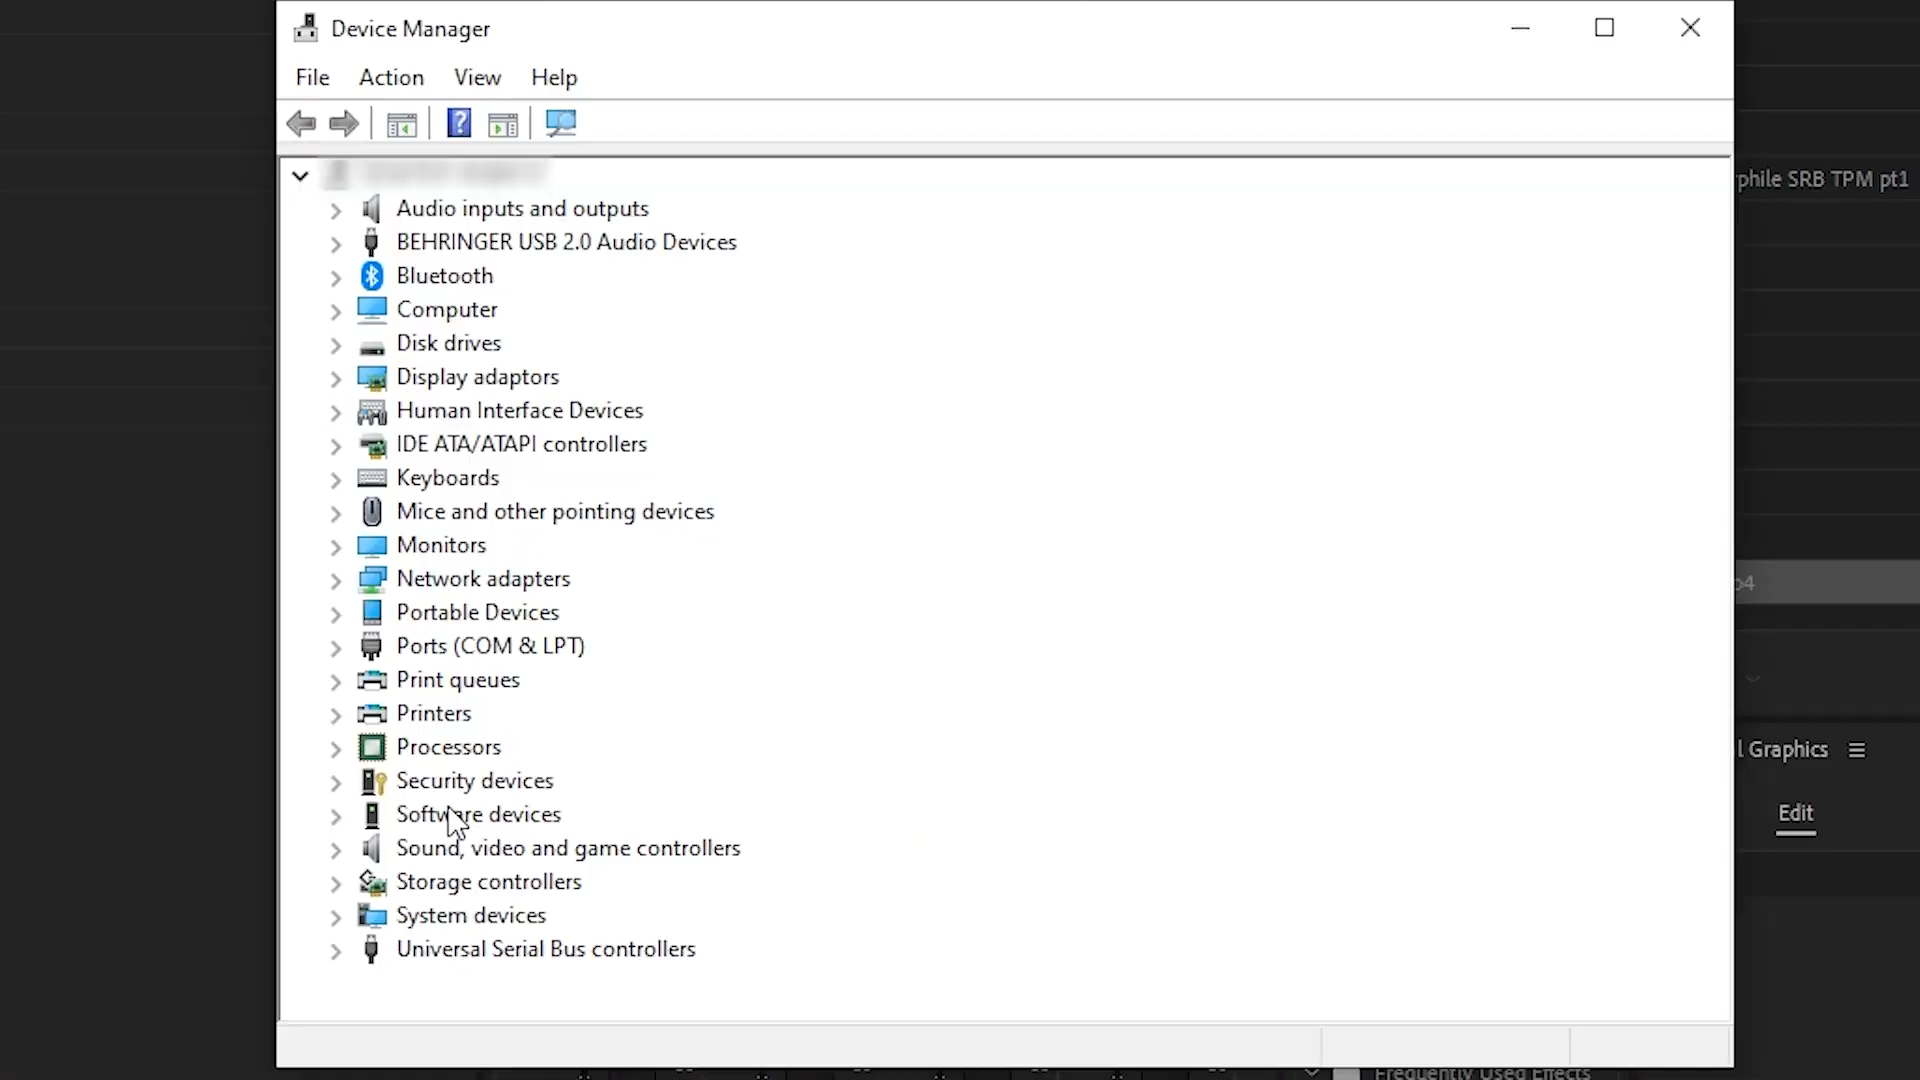 Device Manager
File Action View Help
phile SRB TPM pt1
Audio inputs and outputs
BEHRINGER USB 2.0 Audio Devices
Bluetooth
Computer
Disk drives
Display adaptors
Human Interface Devices
IDE ATA/ATAPI controllers
Keyboards
Mice and other pointing devices
Monitors
Network adapters
Portable Devices
Ports (COM & LPT)
Print queues
Printers
Processors
Security devices
Software devices
Sound, video and game controllers
Storage controllers
System devices
Universal Serial Bus controllers
l Graphics
Edit
Frequently Used Effects